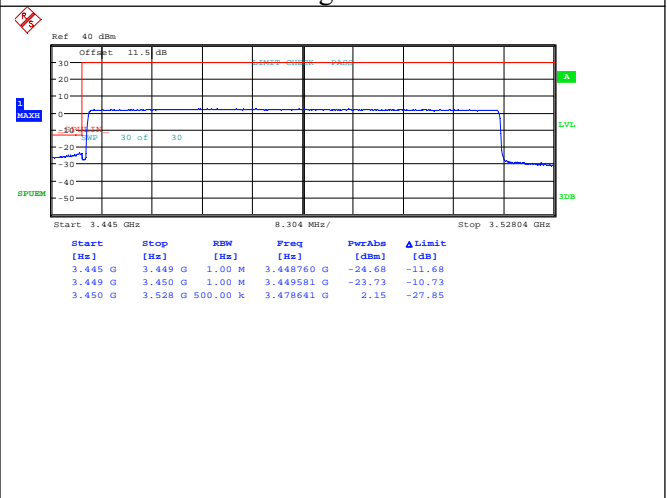 R S
Ref 40 dBm
Offset 11.5 dB
30
LIMIT CHECK PASS
20
A
10
1
MAXH
0
-10
LVL
SWP 30 of 30
-20
-30
-40
SPUEM
-50
3DB
Start 3.445 GHz
8.304 MHz/
Stop 3.52804 GHz
Start Stop RBW Freq PwrAbs ΔLimit
[Hz] [Hz] [Hz] [Hz] [dBm] [dB]
3.445 G 3.449 G 1.00 M 3.448760 G -24.68 -11.68
3.449 G 3.450 G 1.00 M 3.449581 G -23.73 -10.73
3.450 G 3.528 G 500.00 k 3.478641 G 2.15 -27.85